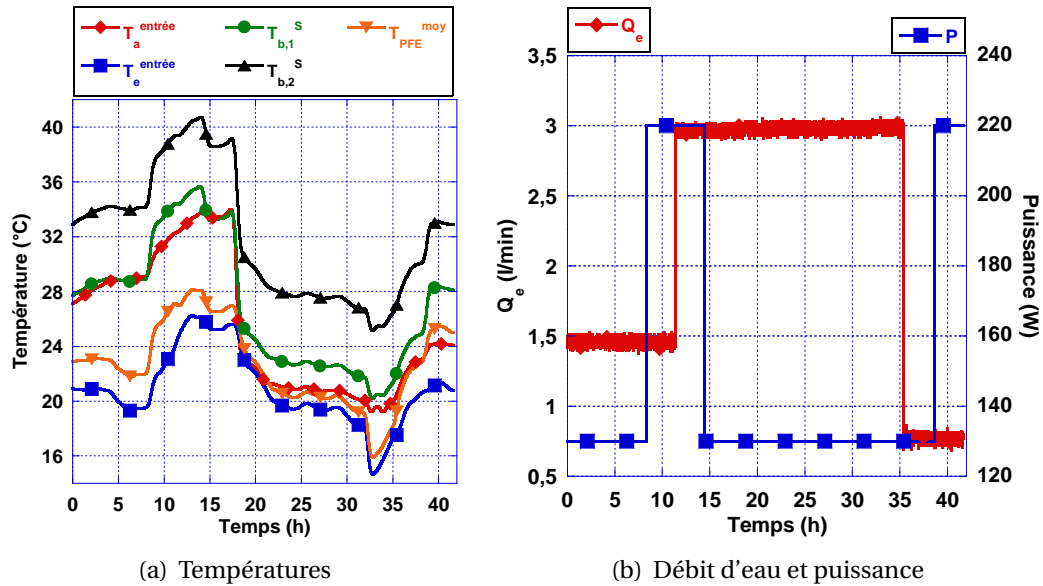 T_a^entrée T_b,1^S T_PFE^moy
T_e^entrée T_b,2^S
Température (°C)
40
36
32
28
24
20
16
0 5 10 15 20 25 30 35 40
Temps (h)
(a) Températures
Q_e P
Q_e (l/min)
3,5
3
2,5
2
1,5
1
0,5
240
220
200
180
160
140
120
Puissance (W)
0 5 10 15 20 25 30 35 40
Temps (h)
(b) Débit d'eau et puissance